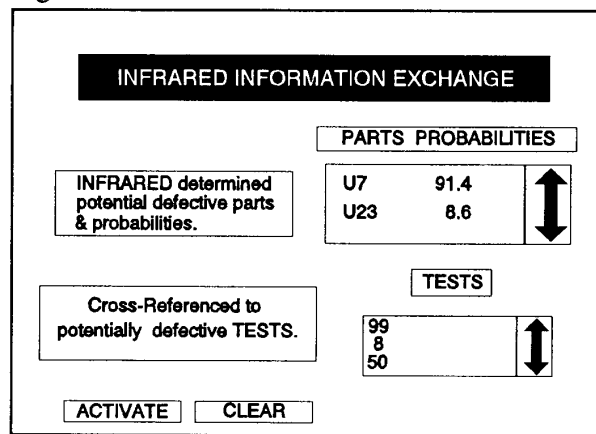 INFRARED INFORMATION EXCHANGE
PARTS PROBABILITIES
INFRARED determined
potential defective parts
& probabilities.
U7 91.4
U23 8.6
TESTS
Cross-Referenced to
potentially defective TESTS.
99
8
50
ACTIVATE CLEAR